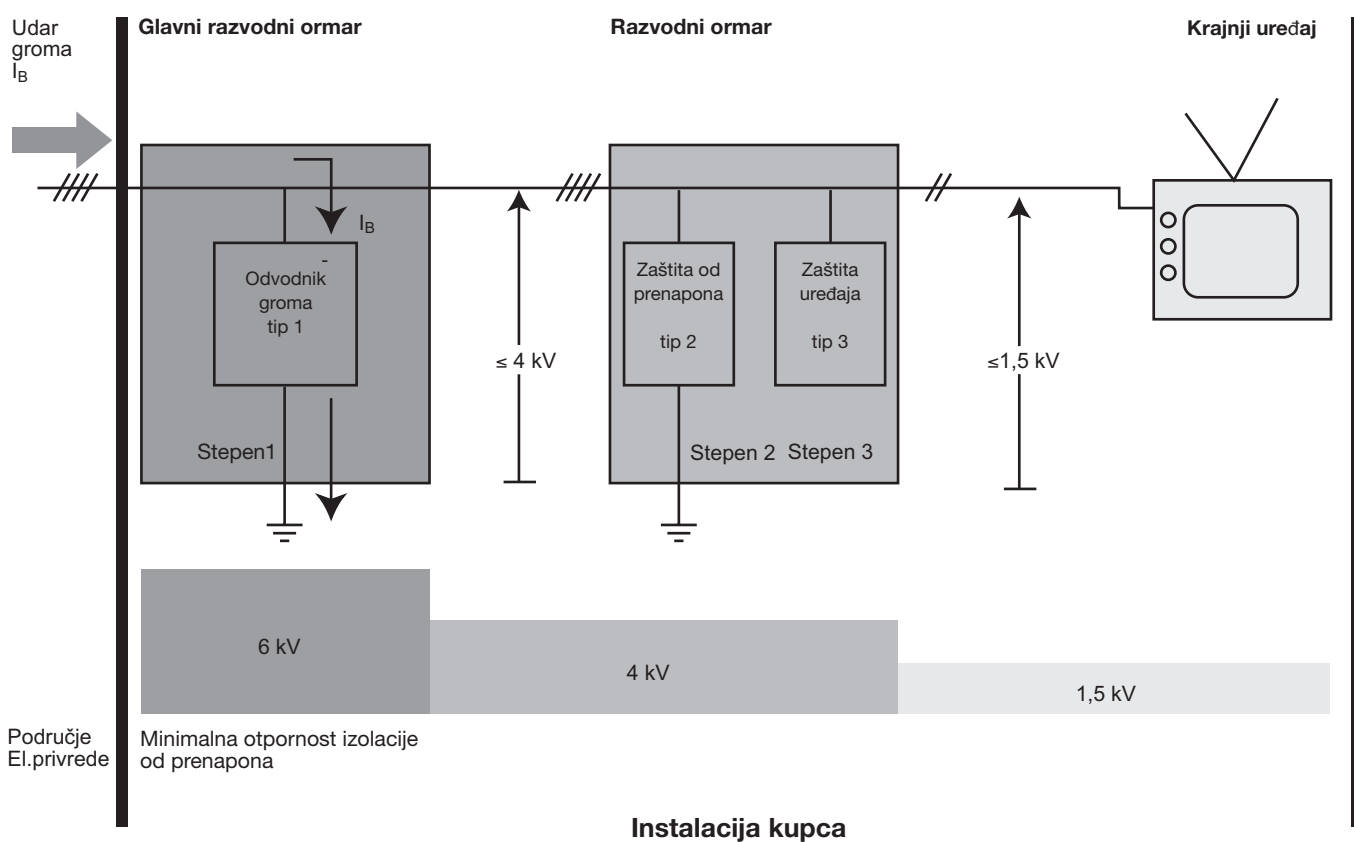 Udar
groma
IB
Glavni razvodni ormar
Razvodni ormar
Krajnji uređaj
IB
Odvodnik
groma
tip 1
Stepen1
≤ 4 kV
Zaštita od
prenapona
tip 2
Zaštita
uređaja
tip 3
Stepen 2
Stepen 3
≤1,5 kV
6 kV
4 kV
1,5 kV
Područje
El.privrede
Minimalna otpornost izolacije
od prenapona
Instalacija kupca